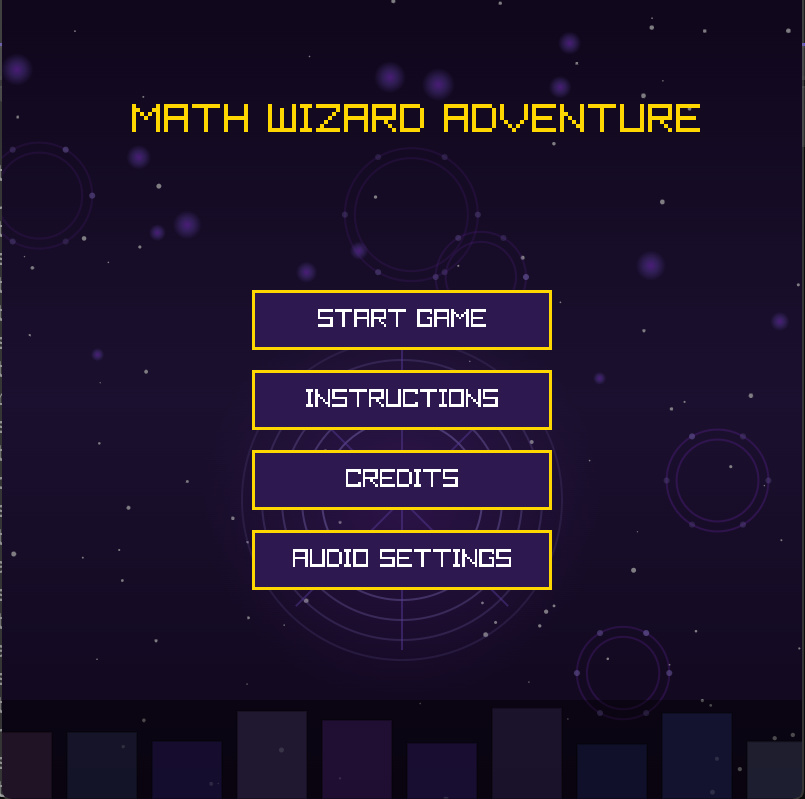 MATH WIZARD ADVENTURE
START GAME
INSTRUCTIONS
CREDITS
AUDIO SETTINGS